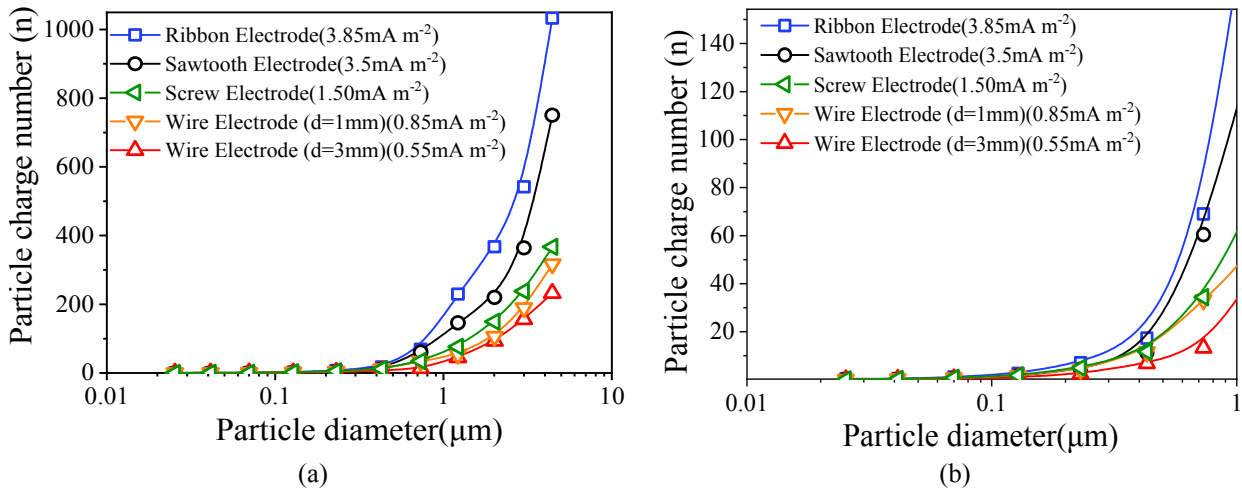 Particle charge number (n)
1000
800
600
400
200
0
Ribbon Electrode(3.85mA m⁻²)
Sawtooth Electrode(3.5mA m⁻²)
Screw Electrode(1.50mA m⁻²)
Wire Electrode (d=1mm)(0.85mA m⁻²)
Wire Electrode (d=3mm)(0.55mA m⁻²)
0.01 0.1 1 10
Particle diameter(μm)
(a)
Particle charge number (n)
140
120
100
80
60
40
20
Ribbon Electrode(3.85mA m⁻²)
Sawtooth Electrode(3.5mA m⁻²)
Screw Electrode(1.50mA m⁻²)
Wire Electrode (d=1mm)(0.85mA m⁻²)
Wire Electrode (d=3mm)(0.55mA m⁻²)
0.01 0.1 1
Particle diameter(μm)
(b)